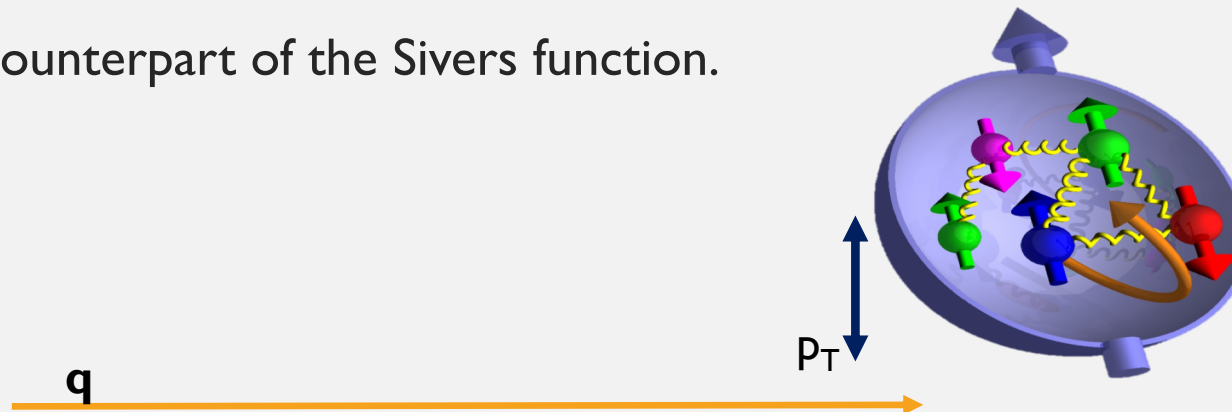 ounterpart of the Sivers function.
pT
q